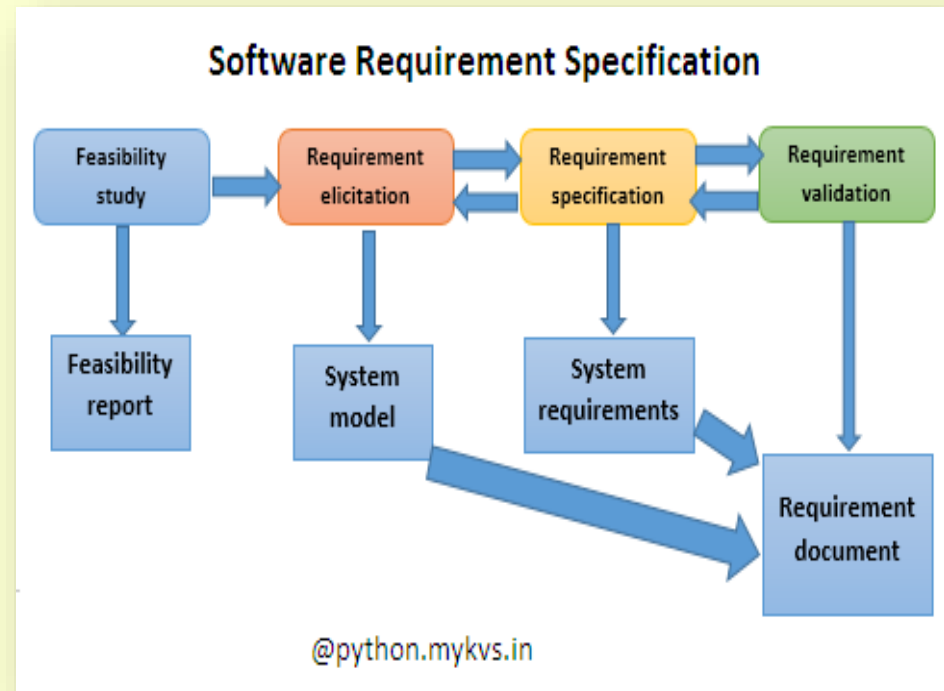 Software Requirement Specification
Feasibility
study
Requirement
elicitation
Requirement
specification
Requirement
validation
Feasibility
report
System
model
System
requirements
Requirement
document
@python.mykvs.in